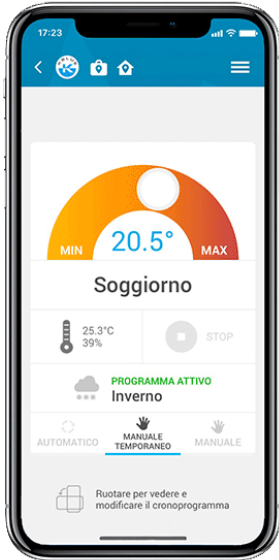 17:23
MIN
20.5°
MAX
Soggiorno
25.3°C
39%
STOP
PROGRAMMA ATTIVO
Inverno
AUTOMATICO
MANUALE
TEMPORANEO
MANUALE
Ruotare per vedere e
modificare il cronoprogramma